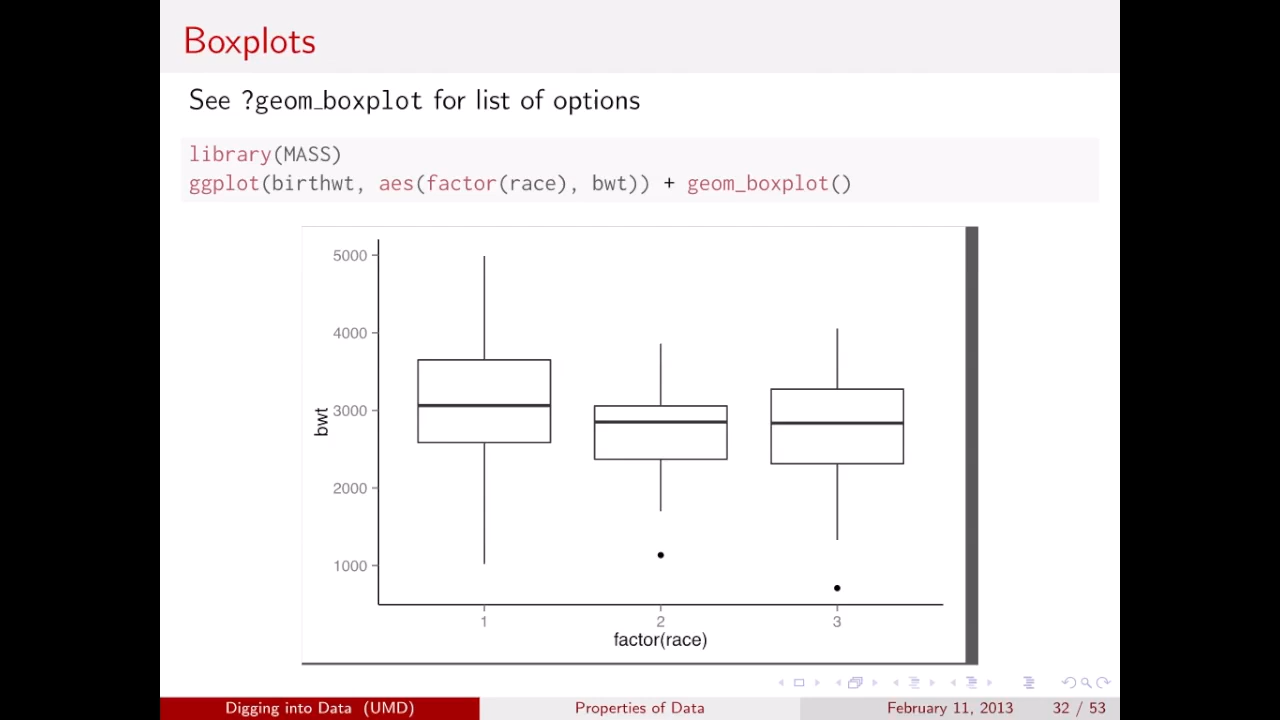 Boxplots
See ?geom_boxplot for list of options
library(MASS)
ggplot(birthwt, aes(factor(race), bwt)) + geom_boxplot()
5000
4000
3000
2000
1000
bwt
1 2 3
factor(race)
Digging into Data (UMD) Properties of Data February 11, 2013 32 / 53